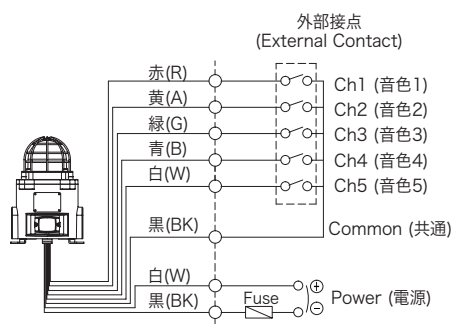 外部接点
(External Contact)
赤(R)
Ch1 (音色1)
黄(A)
Ch2 (音色2)
緑(G)
Ch3 (音色3)
青(B)
Ch4 (音色4)
白(W)
Ch5 (音色5)
黒(BK)
Common (共通)
白(W)
黒(BK)
Fuse
Power (電源)